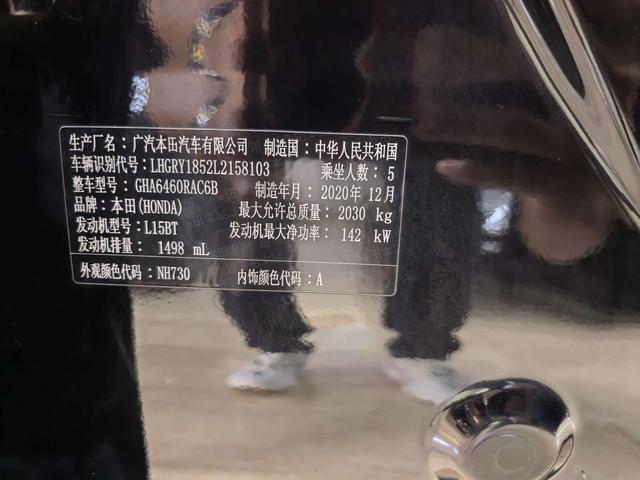 生产厂名：广汽本田汽车有限公司 制造国：中华人民共和国
车辆识别代号：LHGRY1852L2158103 乘坐人数：5
整车型号：GHA6460RAC6B 制造年月：2020年12月
品牌：本田(HONDA) 最大允许总质量：2030 kg
发动机型号：L15BT 发动机最大净功率：142 kW
发动机排量：1498 mL
外观颜色代码：NH730 内饰颜色代码：A